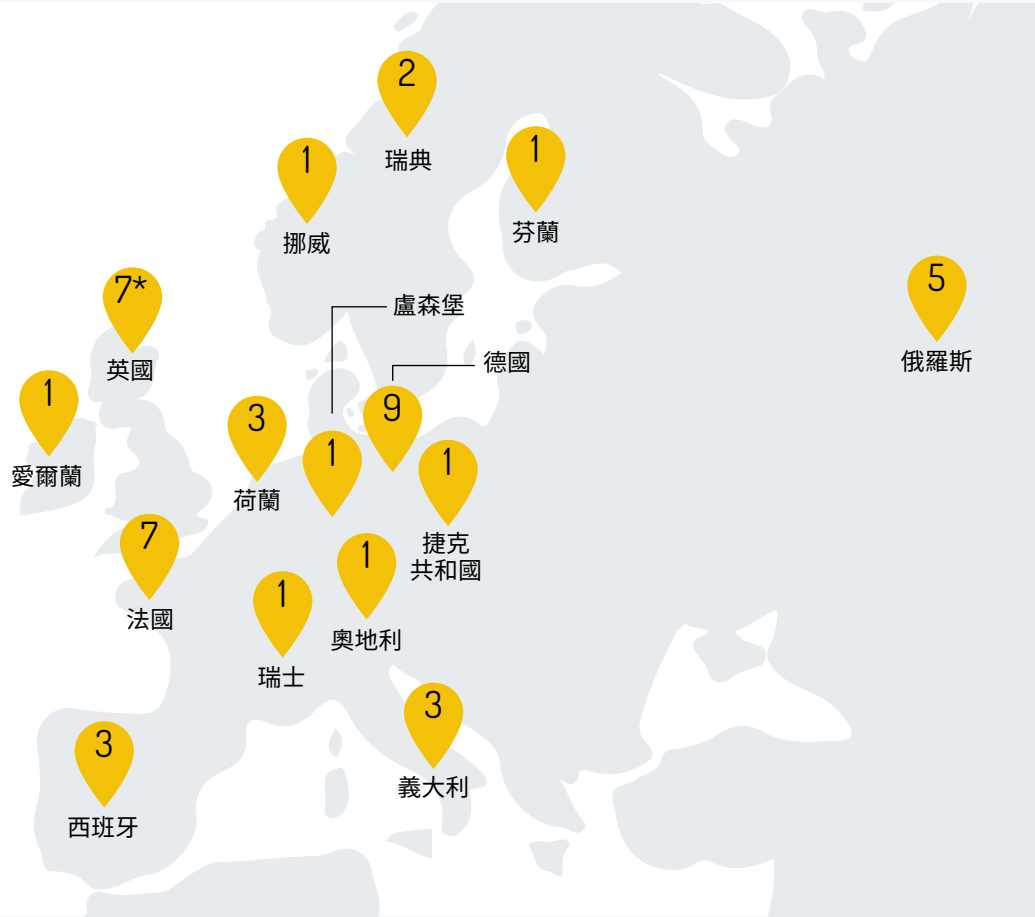 2
瑞典
1
挪威
1
芬蘭
7*
英國
5
俄羅斯
盧森堡
德國
1
愛爾蘭
3
荷蘭
9
1
1
捷克
共和國
7
法國
1
奧地利
1
瑞士
3
義大利
3
西班牙